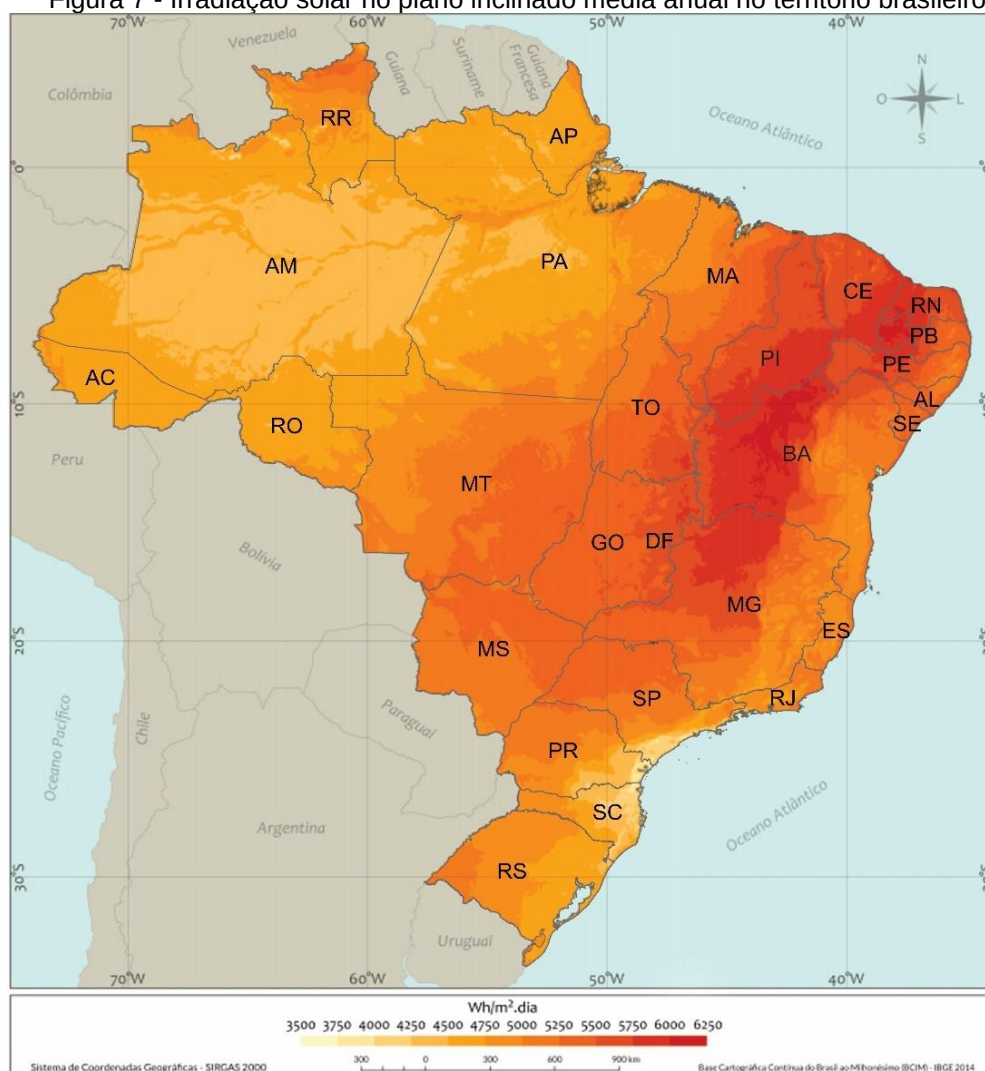 Figura 7 - Irradiação solar no plano inclinado média anual no território brasileiro
70°W
60°W
50°W
40°W
Venezuela
Colômbia
Guiana
Suriname
Guiana
Francesa
Oceano Atlântico
N
O
L
S
RR
AP
0°
AM
PA
MA
CE
RN
PB
PE
AL
SE
PI
AC
RO
TO
BA
10°S
Peru
MT
GO
DF
Bolívia
MG
ES
20°S
MS
SP
RJ
Oceano Pacífico
Chile
Paraguai
PR
SC
Argentina
Oceano Atlântico
RS
30°S
Uruguai
70°W
60°W
50°W
40°W
Wh/m².dia
3500 3750 4000 4250 4500 4750 5000 5250 5500 5750 6000 6250
300 0 300 600 900km
Sistema de Coordenadas Geográficas - SIRGAS 2000
Base Cartográfica Contínua do Brasil ao Milhonésimo (BCIM) - IBGE 2014